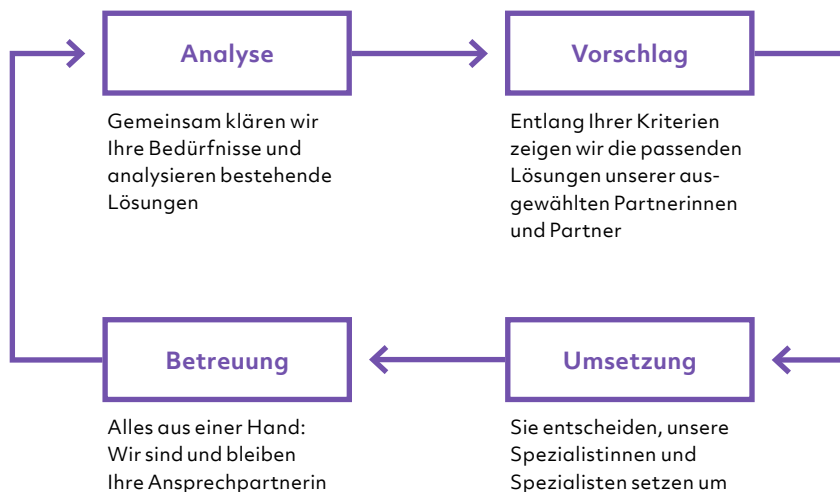 Analyse
Gemeinsam klären wir
Ihre Bedürfnisse und
analysieren bestehende
Lösungen
Vorschlag
Entlang Ihrer Kriterien
zeigen wir die passenden
Lösungen unserer aus-
gewählten Partnerinnen
und Partner
Umsetzung
Sie entscheiden, unsere
Spezialistinnen und
Spezialisten setzen um
Betreuung
Alles aus einer Hand:
Wir sind und bleiben
Ihre Ansprechpartnerin